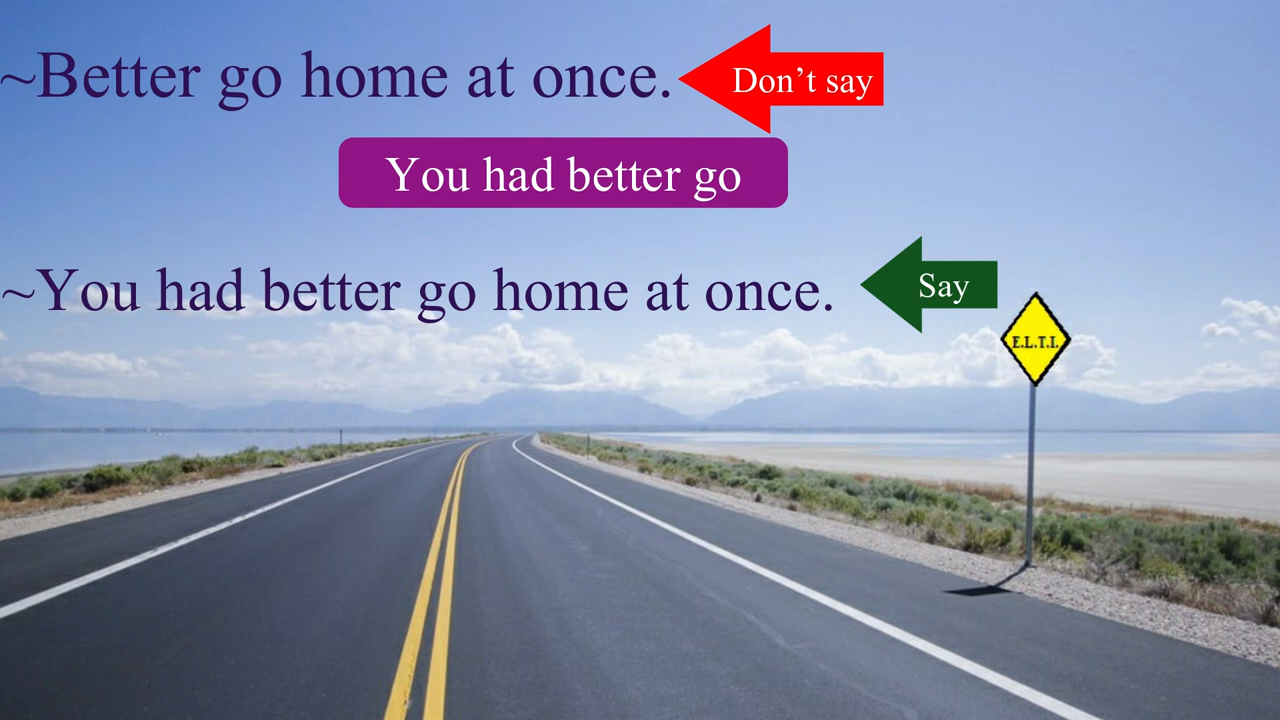 ~Better go home at once.
Don't say
You had better go
~You had better go home at once.
Say
E.L.T.I.